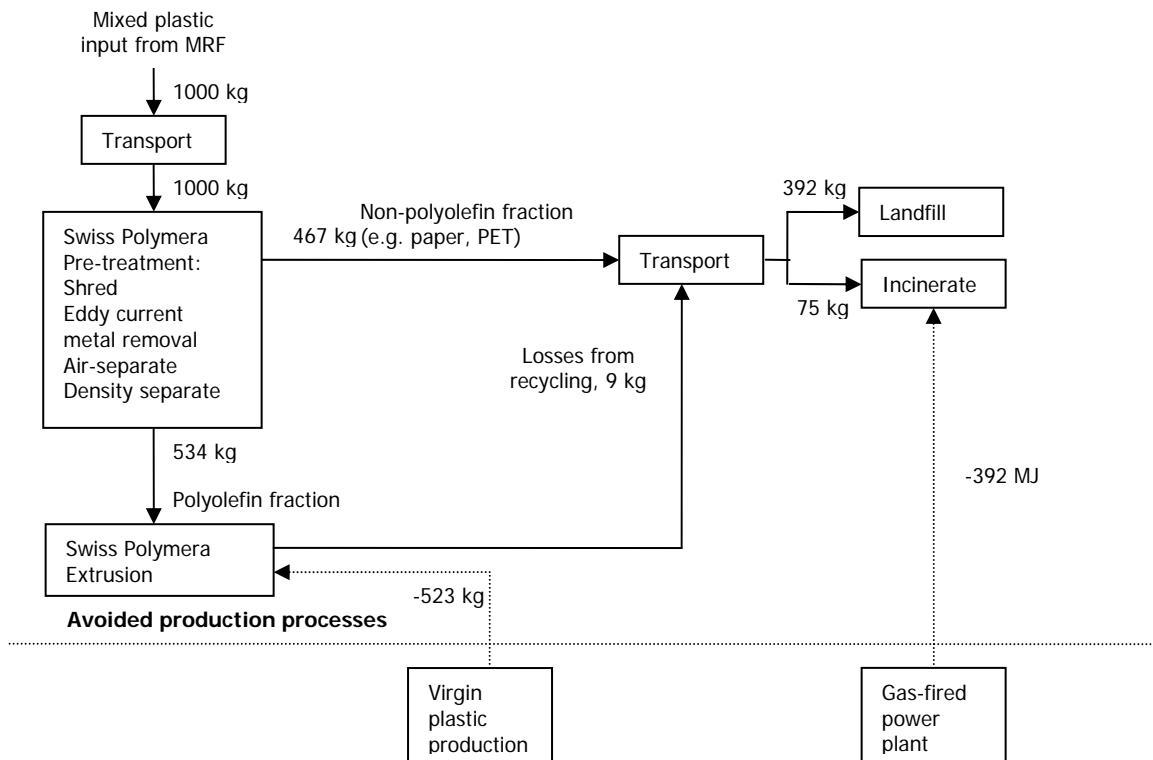 Mixed plastic
input from MRF
1000 kg
Transport
1000 kg
Swiss Polymera
Pre-treatment:
Shred
Eddy current
metal removal
Air-separate
Density separate
Non-polyolefin fraction
467 kg (e.g. paper, PET)
Transport
392 kg
Landfill
Incinerate
75 kg
Losses from
recycling, 9 kg
534 kg
Polyolefin fraction
-392 MJ
Swiss Polymera
Extrusion
-523 kg
Avoided production processes
Virgin
plastic
production
Gas-fired
power
plant